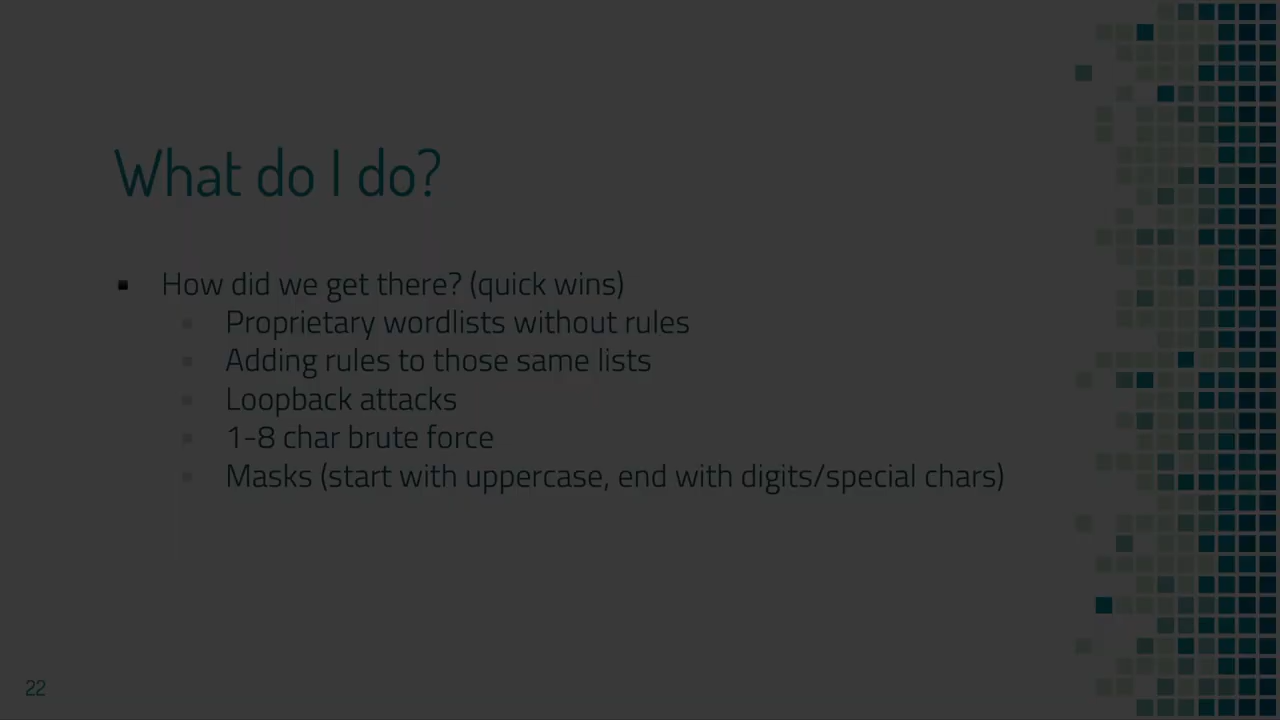 What do I do?
How did we get there? (quick wins)
Proprietary wordlists without rules
Adding rules to those same lists
Loopback attacks
1-8 char brute force
Masks (start with uppercase, end with digits/special chars)
22